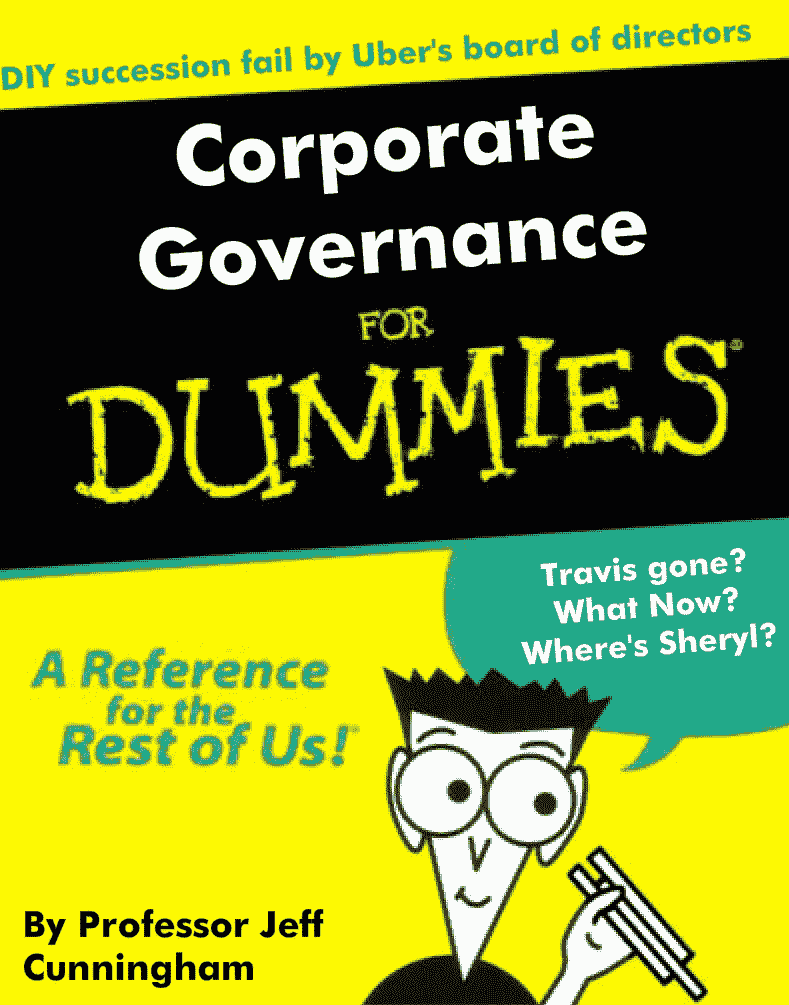 DIY succession fail by Uber's board of directors
Corporate
Governance
FOR
DUMMIES®
Travis gone?
What Now?
Where's Sheryl?
A Reference
for the
Rest of Us!™
By Professor Jeff
Cunningham